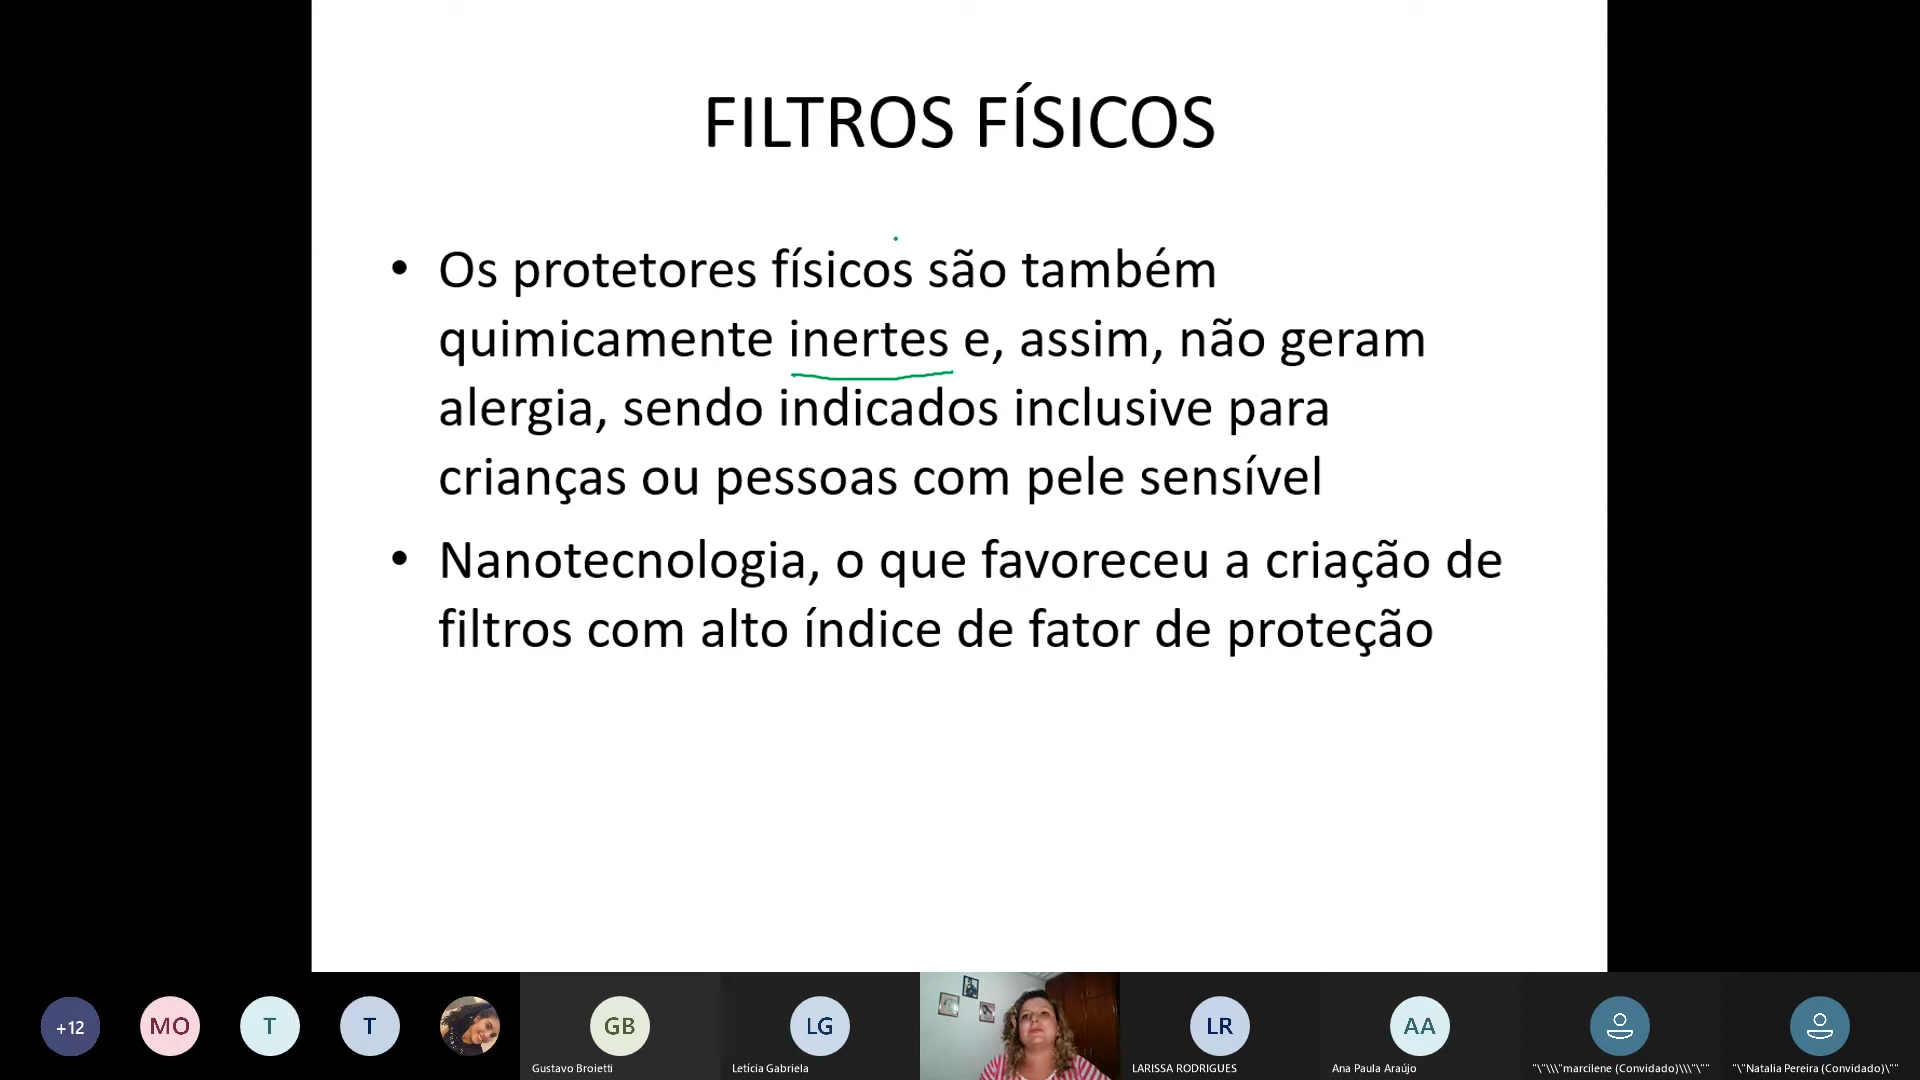 FILTROS FÍSICOS
• Os protetores físicos são também
quimicamente inertes e, assim, não geram
alergia, sendo indicados inclusive para
crianças ou pessoas com pele sensível
• Nanotecnologia, o que favoreceu a criação de
filtros com alto índice de fator de proteção
+12
MO
T
T
GB
LG
LR
AA
Gustavo Broietti
Letícia Gabriela
LARISSA RODRIGUES
Ana Paula Araújo
"\"\\\"marcilene (Convidado)\\\"\""
"\"Natalia Pereira (Convidado)\""